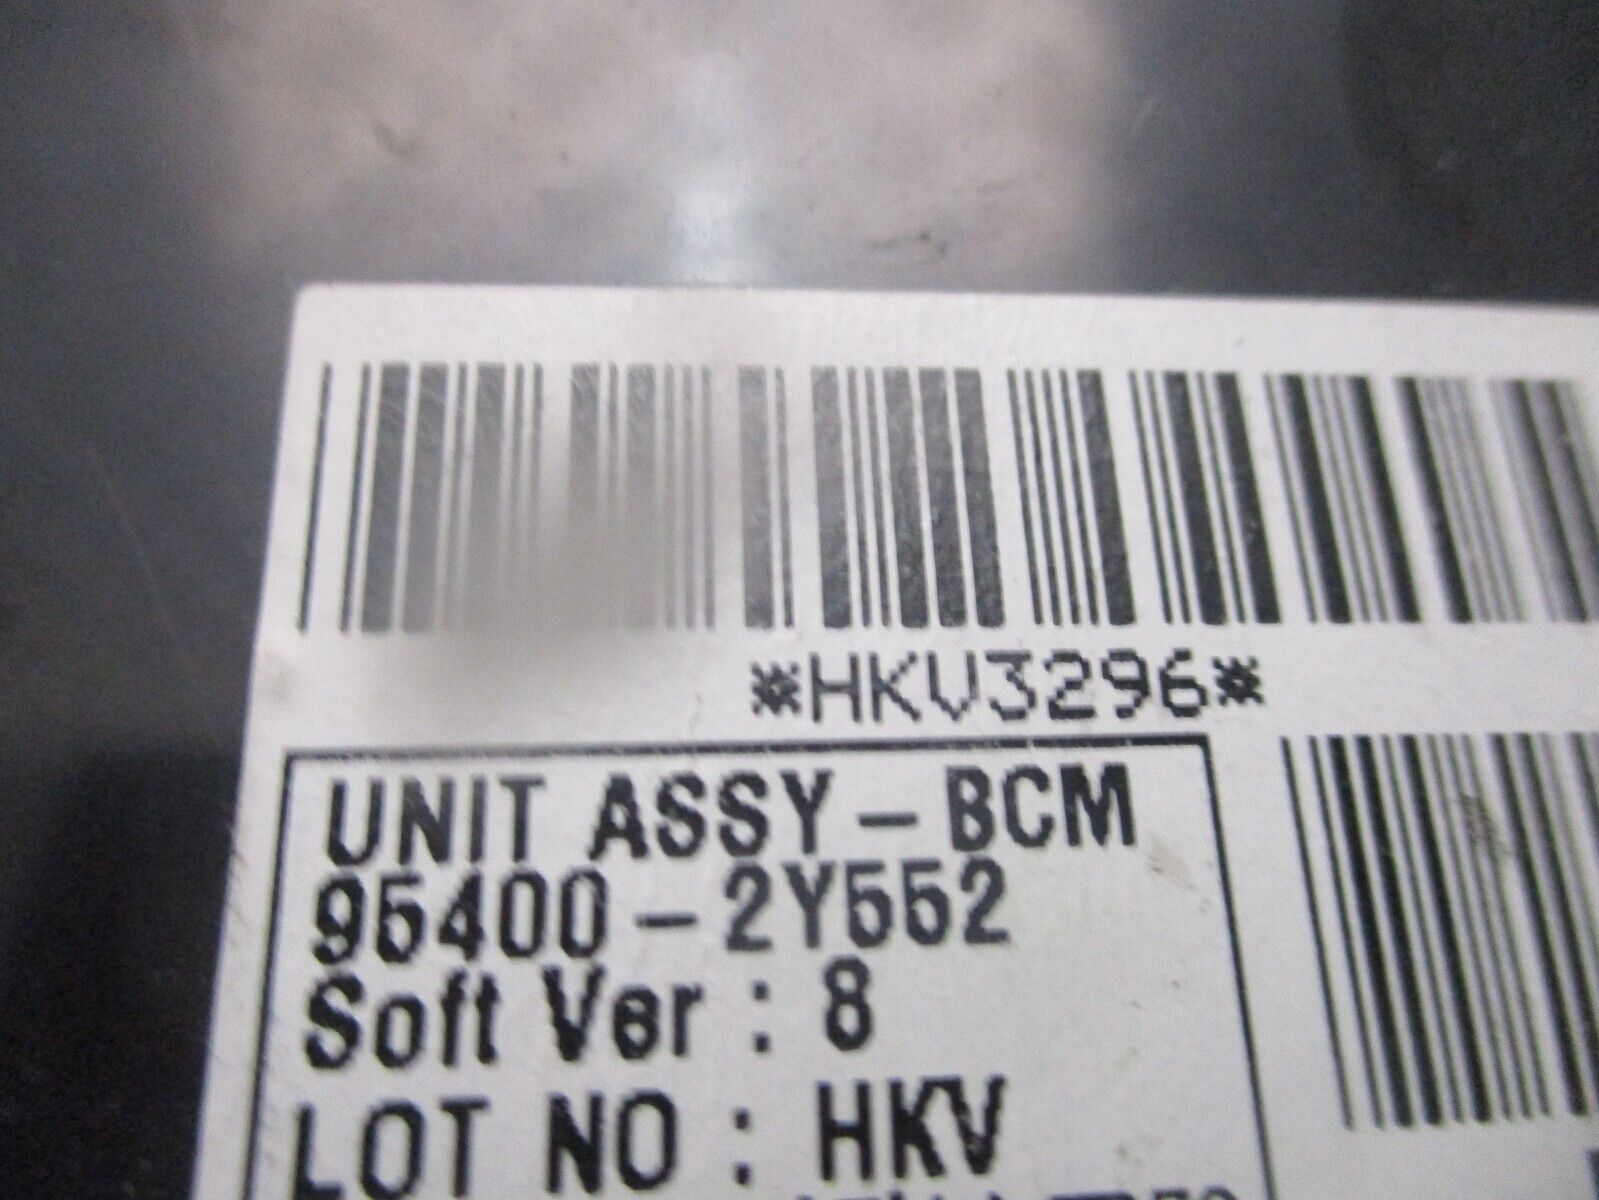 *HKV3296*
UNIT ASSY-BCM
95400-2Y552
Soft Ver : 8
LOT NO : HKV